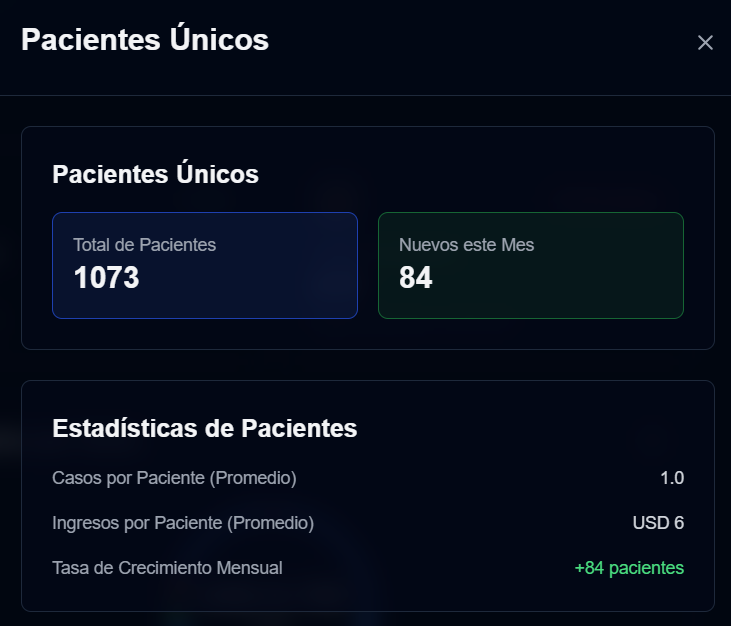 Pacientes Únicos
Pacientes Únicos
Total de Pacientes
1073
Nuevos este Mes
84
Estadísticas de Pacientes
Casos por Paciente (Promedio) 1.0
Ingresos por Paciente (Promedio) USD 6
Tasa de Crecimiento Mensual +84 pacientes